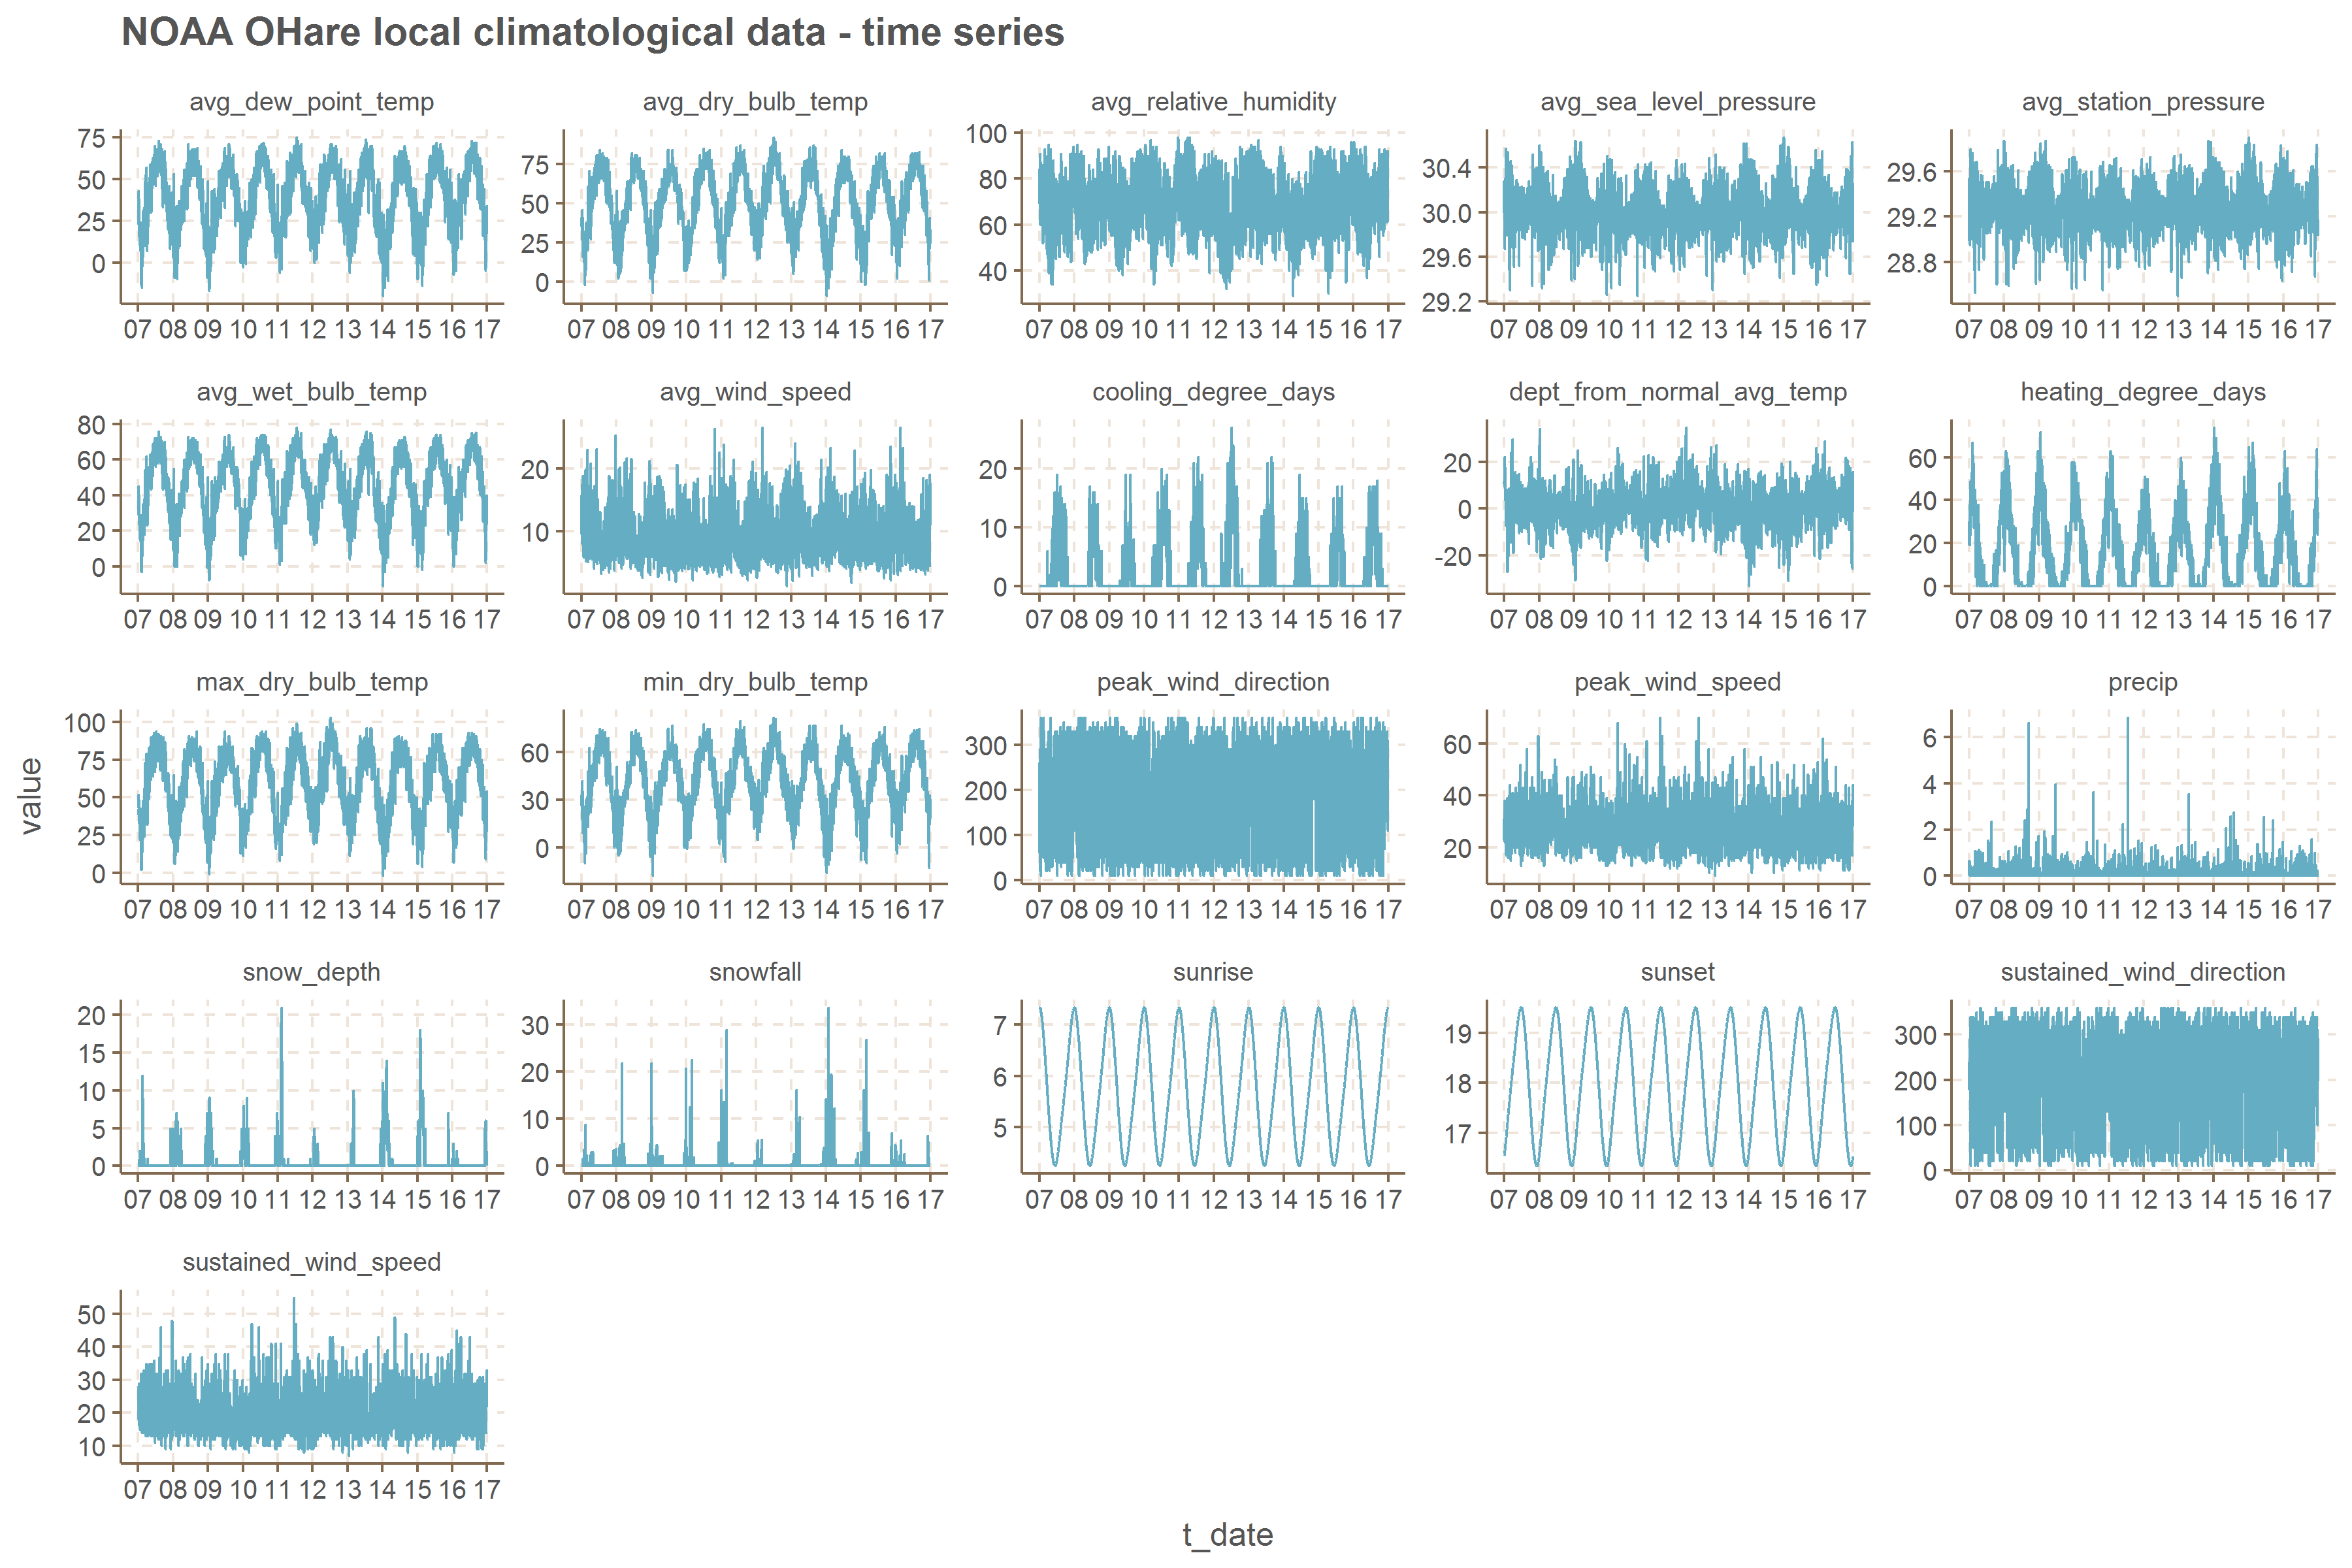 NOAA OHare local climatological data - time series
avg_dew_point_temp avg_dry_bulb_temp avg_relative_humidity avg_sea_level_pressure avg_station_pressure
75
50
25
0
75
50
25
0
100
80
60
40
30.4
30.0
29.6
29.2
29.6
29.2
28.8
07 08 09 10 11 12 13 14 15 16 17
07 08 09 10 11 12 13 14 15 16 17
07 08 09 10 11 12 13 14 15 16 17
07 08 09 10 11 12 13 14 15 16 17
07 08 09 10 11 12 13 14 15 16 17
avg_wet_bulb_temp avg_wind_speed cooling_degree_days dept_from_normal_avg_temp heating_degree_days
80
60
40
20
0
20
10
20
10
0
20
0
-20
60
40
20
0
07 08 09 10 11 12 13 14 15 16 17
07 08 09 10 11 12 13 14 15 16 17
07 08 09 10 11 12 13 14 15 16 17
07 08 09 10 11 12 13 14 15 16 17
07 08 09 10 11 12 13 14 15 16 17
value
max_dry_bulb_temp min_dry_bulb_temp peak_wind_direction peak_wind_speed precip
100
75
50
25
0
60
30
0
300
200
100
0
60
40
20
6
4
2
0
07 08 09 10 11 12 13 14 15 16 17
07 08 09 10 11 12 13 14 15 16 17
07 08 09 10 11 12 13 14 15 16 17
07 08 09 10 11 12 13 14 15 16 17
07 08 09 10 11 12 13 14 15 16 17
snow_depth snowfall sunrise sunset sustained_wind_direction
20
15
10
5
0
30
20
10
0
7
6
5
19
18
17
300
200
100
0
07 08 09 10 11 12 13 14 15 16 17
07 08 09 10 11 12 13 14 15 16 17
07 08 09 10 11 12 13 14 15 16 17
07 08 09 10 11 12 13 14 15 16 17
07 08 09 10 11 12 13 14 15 16 17
sustained_wind_speed
50
40
30
20
10
07 08 09 10 11 12 13 14 15 16 17
t_date